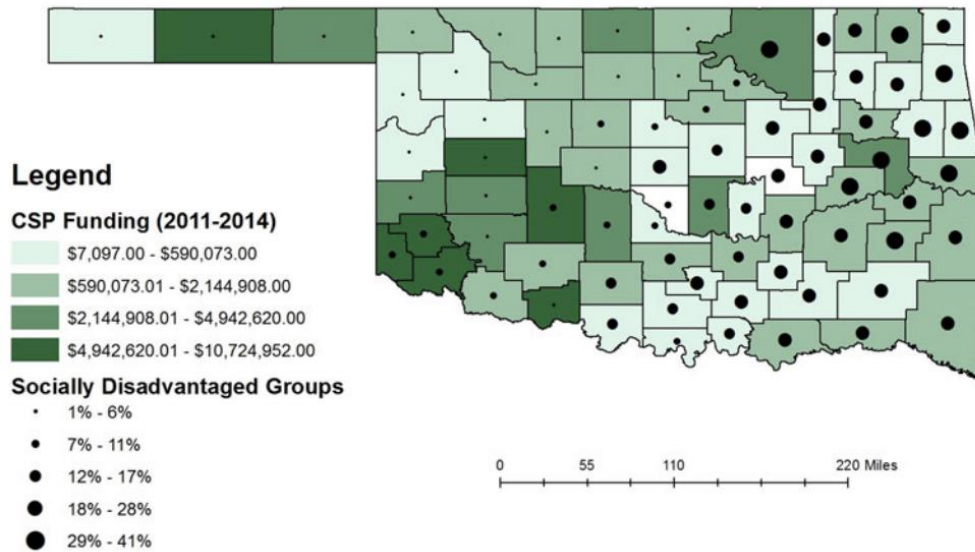 Legend
CSP Funding (2011-2014)
$7,097.00 - $590,073.00
$590,073.01 - $2,144,908.00
$2,144,908.01 - $4,942,620.00
$4,942,620.01 - $10,724,952.00
Socially Disadvantaged Groups
1% - 6%
7% - 11%
12% - 17%
18% - 28%
29% - 41%
0 55 110 220 Miles